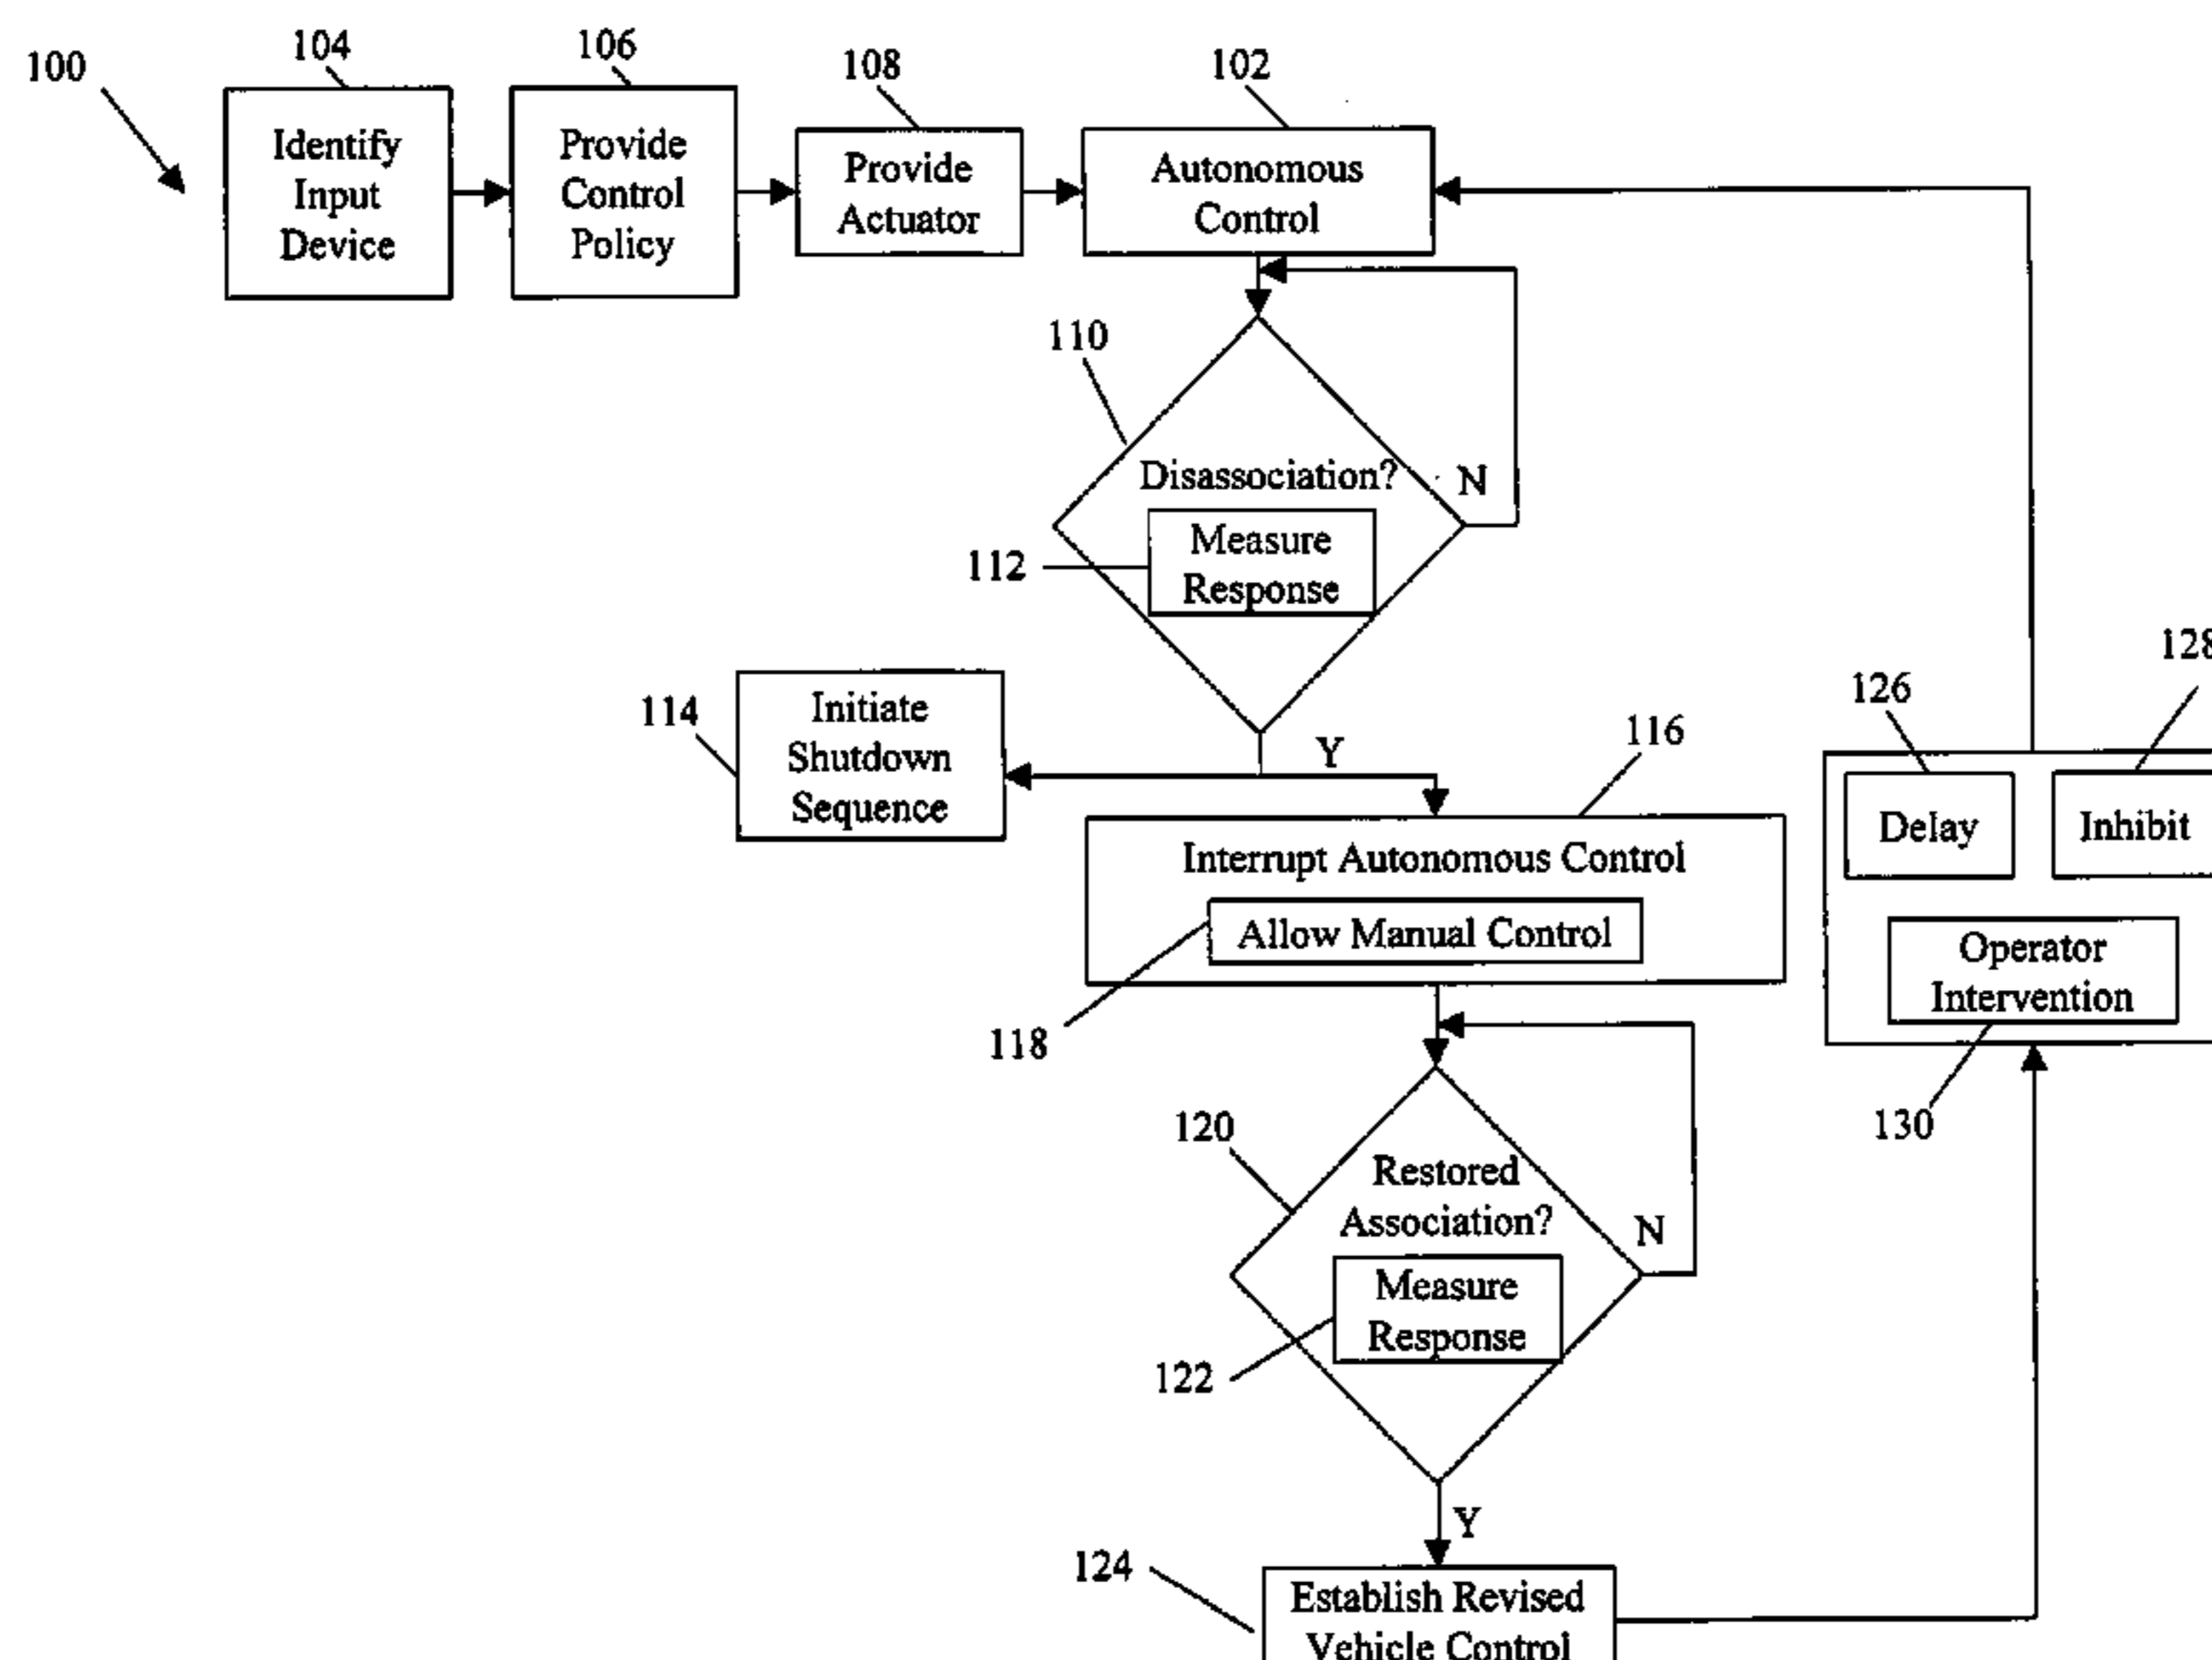 100
104
106
108
102
Identify
Input
Device
Provide
Control
Policy
Provide
Actuator
Autonomous
Control
110
Disassociation?
N
112
Measure
Response
114
Initiate
Shutdown
Sequence
Y
116
126
128
Interrupt Autonomous Control
Allow Manual Control
118
Delay
Inhibit
Operator
Intervention
130
120
Restored
Association?
N
Measure
Response
122
Y
124
Establish Revised
Vehicle Control